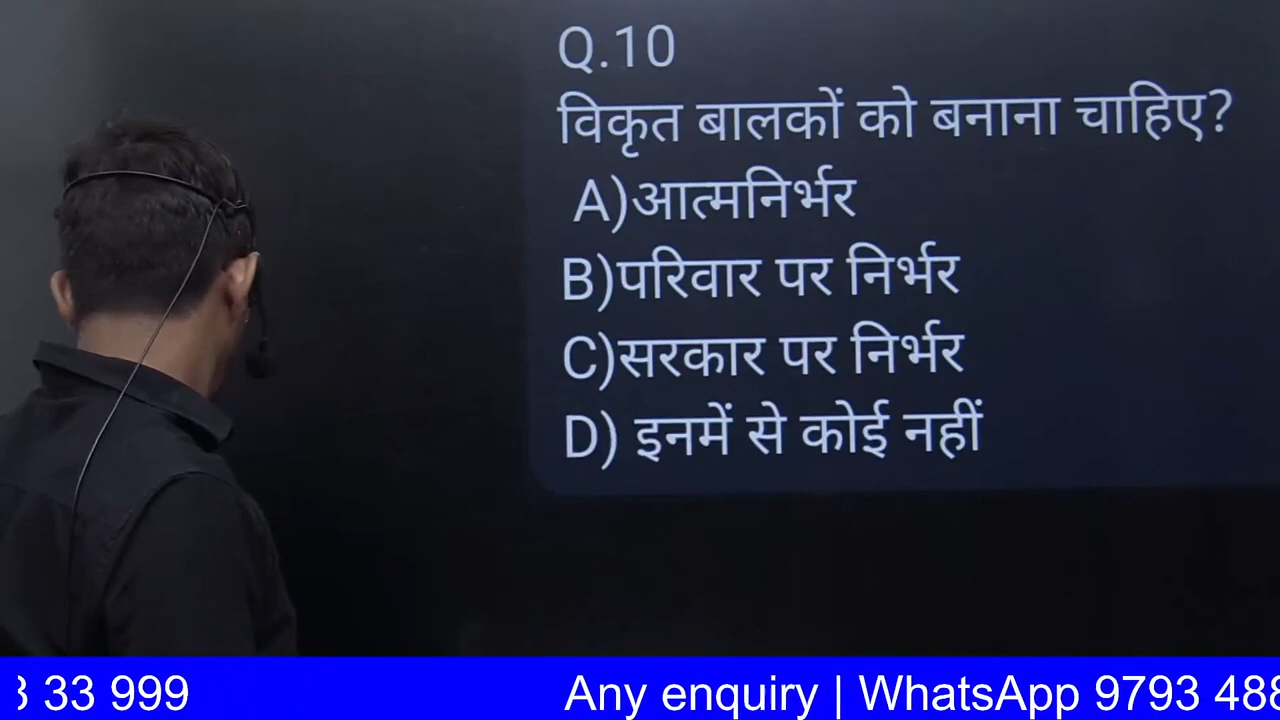 Q.10
विकृत बालकों को बनाना चाहिए?
A)आत्मनिर्भर
B)परिवार पर निर्भर
C)सरकार पर निर्भर
D) इनमें से कोई नहीं
33 999 Any enquiry | WhatsApp 9793 488